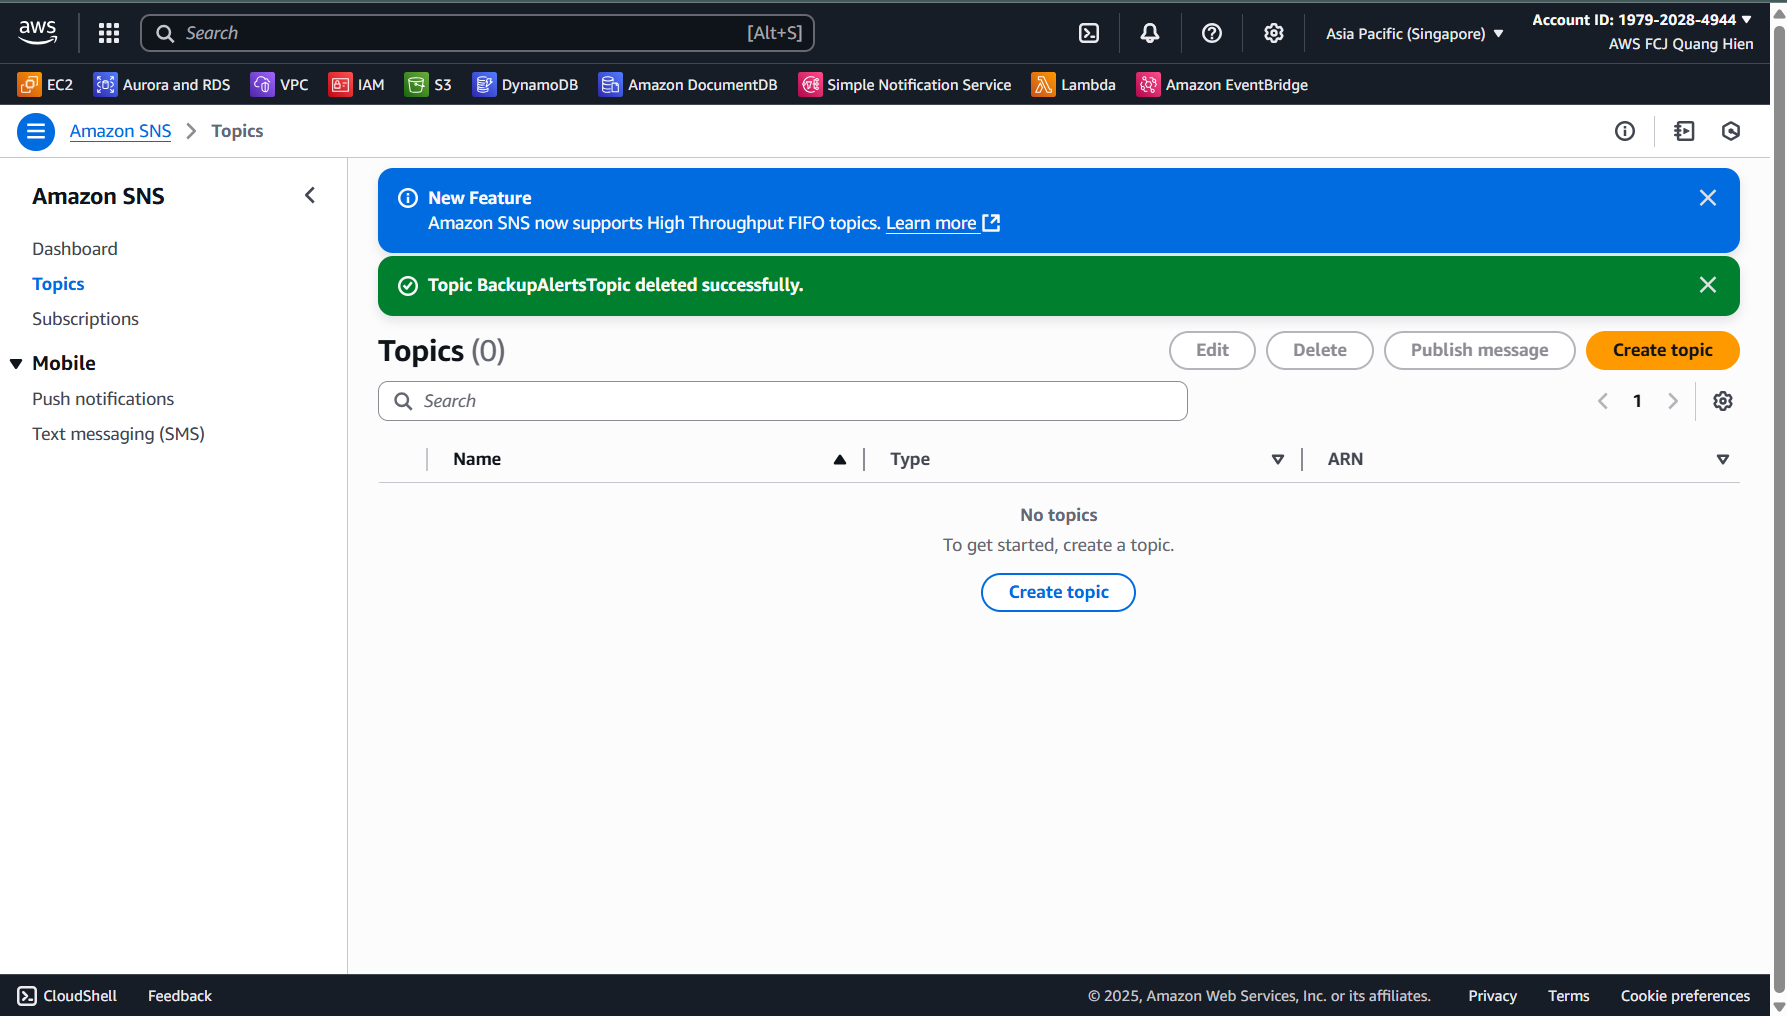 aws
Search [Alt+S]
Asia Pacific (Singapore)
Account ID: 1979-2028-4944
AWS FCJ Quang Hien
EC2 Aurora and RDS VPC IAM S3 DynamoDB Amazon DocumentDB Simple Notification Service Lambda Amazon EventBridge
Amazon SNS Topics
Amazon SNS
Dashboard
Topics
Subscriptions
Mobile
Push notifications
Text messaging (SMS)
New Feature
Amazon SNS now supports High Throughput FIFO topics. Learn more
Topic BackupAlertsTopic deleted successfully.
Topics (0)
Edit Delete Publish message Create topic
Search
1
Name Type ARN
No topics
To get started, create a topic.
Create topic
CloudShell Feedback © 2025, Amazon Web Services, Inc. or its affiliates. Privacy Terms Cookie preferences